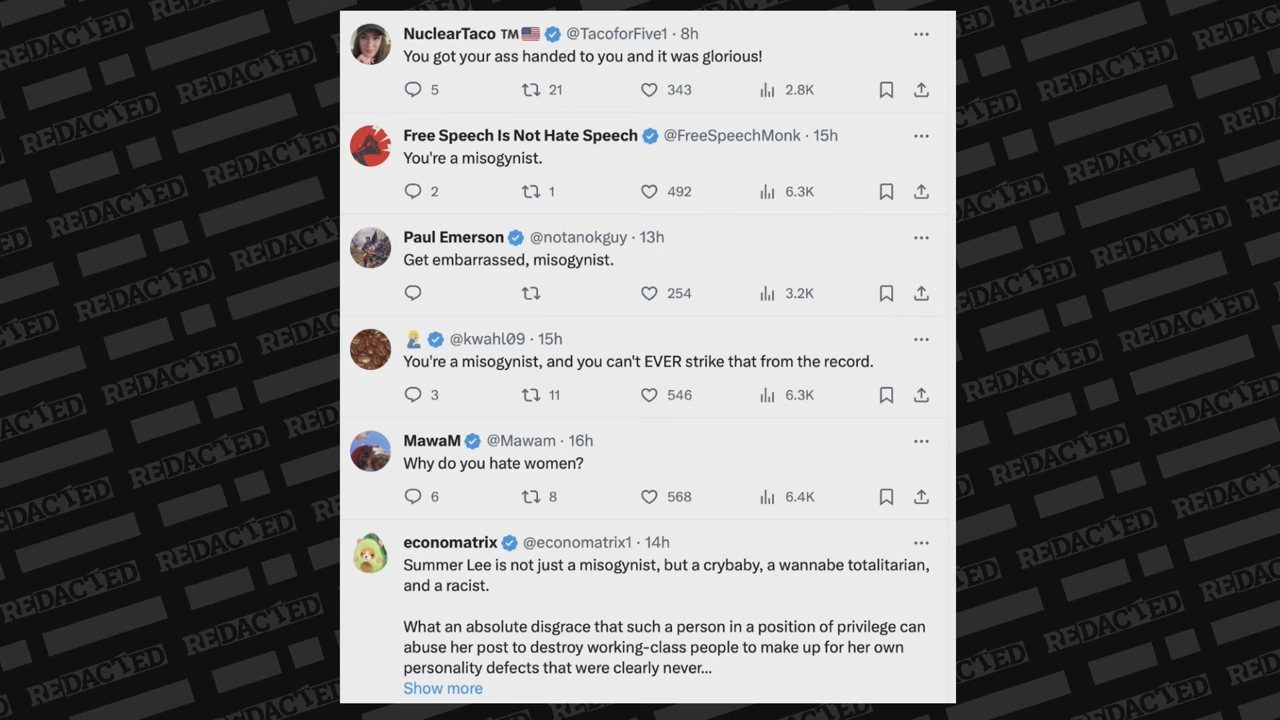 NuclearTaco ™🇺🇸 @TacoforFive1 · 8h
You got your ass handed to you and it was glorious!
5 21 343 2.8K
Free Speech Is Not Hate Speech @FreeSpeechMonk · 15h
You're a misogynist.
2 1 492 6.3K
Paul Emerson @notanokguy · 13h
Get embarrassed, misogynist.
254 3.2K
@kwahl09 · 15h
You're a misogynist, and you can't EVER strike that from the record.
3 11 546 6.3K
MawaM @Mawam · 16h
Why do you hate women?
6 8 568 6.4K
economatrix @economatrix1 · 14h
Summer Lee is not just a misogynist, but a crybaby, a wannabe totalitarian,
and a racist.
What an absolute disgrace that such a person in a position of privilege can
abuse her post to destroy working-class people to make up for her own
personality defects that were clearly never...
Show more
REDACTED